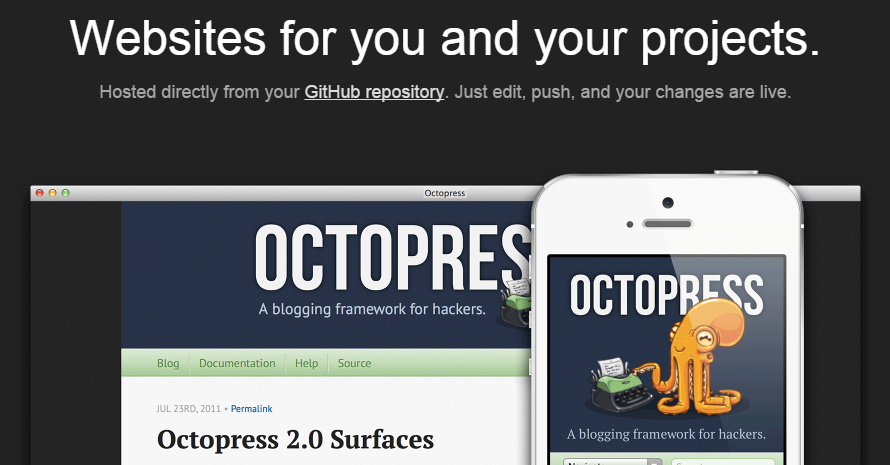 Websites for you and your projects.
Hosted directly from your GitHub repository. Just edit, push, and your changes are live.
Octopress
OCTOPRES
A blogging framework for hackers.
Blog
Documentation
Help
Source
JUL 23RD, 2011 • Permalink
Octopress 2.0 Surfaces
OCTOPRESS
A blogging framework for hackers.